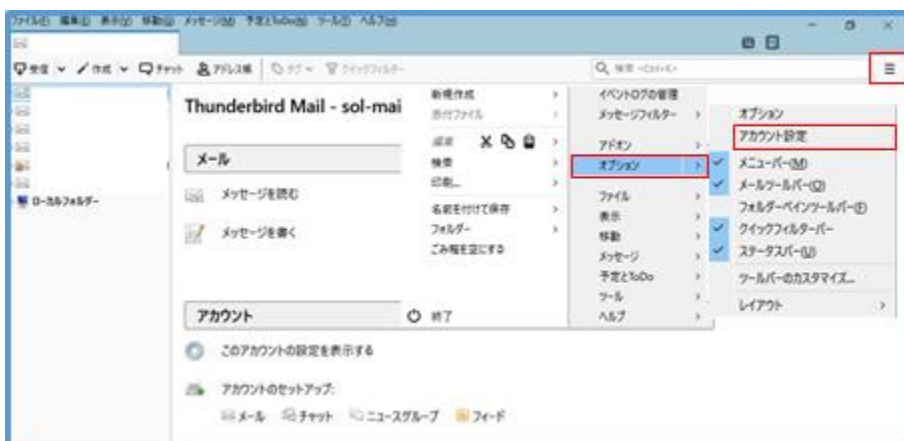 ファイル(F) 編集(E) 表示(V) 移動(G) メッセージ(M) 予定とToDo(N) ツール(T) ヘルプ(H)
受信 作成 チャット アドレス帳 タグ クイックフィルター 検索 <Ctrl+K>
Thunderbird Mail - sol-mai
メール
メッセージを読む
メッセージを書く
ローカルフォルダー
アカウント
このアカウントの設定を表示する
アカウントのセットアップ:
メール チャット ニュースグループ フィード
新規作成
添付ファイル
編集
検索
印刷...
名前を付けて保存
フォルダー
ごみ箱を空にする
終了
イベントログの管理
メッセージフィルター
アドオン
オプション
ファイル
表示
移動
メッセージ
予定とToDo
ツール
ヘルプ
オプション
アカウント設定
メニューバー(M)
メールツールバー(O)
フォルダーペインツールバー(F)
クイックフィルターバー
ステータスバー(U)
ツールバーのカスタマイズ...
レイアウト